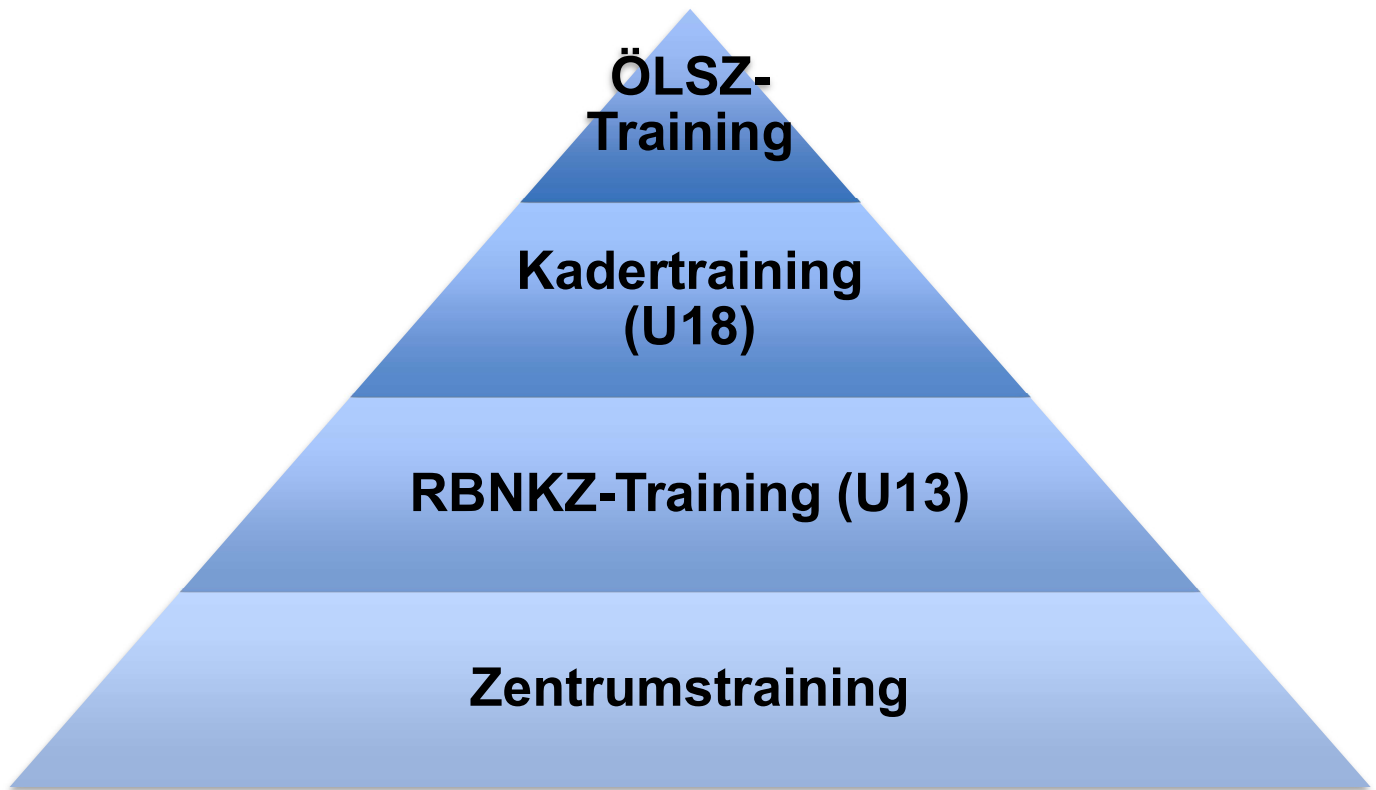 ÖLSZ-
Training
Kadertraining
(U18)
RBNKZ-Training (U13)
Zentrumstraining